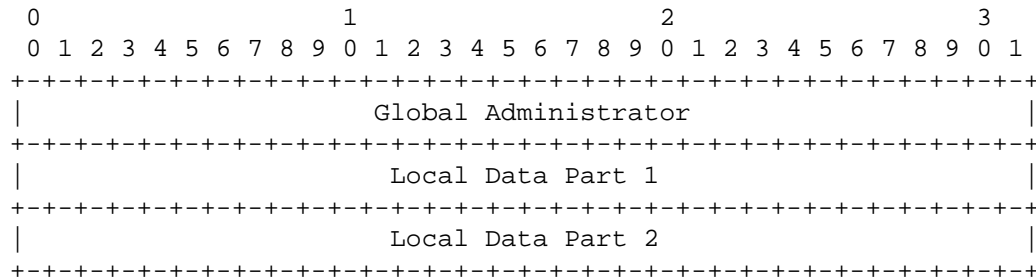 0                   1                   2                   3
 0 1 2 3 4 5 6 7 8 9 0 1 2 3 4 5 6 7 8 9 0 1 2 3 4 5 6 7 8 9 0 1
+-+-+-+-+-+-+-+-+-+-+-+-+-+-+-+-+-+-+-+-+-+-+-+-+-+-+-+-+-+-+-+-+
|                      Global Administrator                     |
+-+-+-+-+-+-+-+-+-+-+-+-+-+-+-+-+-+-+-+-+-+-+-+-+-+-+-+-+-+-+-+-+
|                       Local Data Part 1                       |
+-+-+-+-+-+-+-+-+-+-+-+-+-+-+-+-+-+-+-+-+-+-+-+-+-+-+-+-+-+-+-+-+
|                       Local Data Part 2                       |
+-+-+-+-+-+-+-+-+-+-+-+-+-+-+-+-+-+-+-+-+-+-+-+-+-+-+-+-+-+-+-+-+